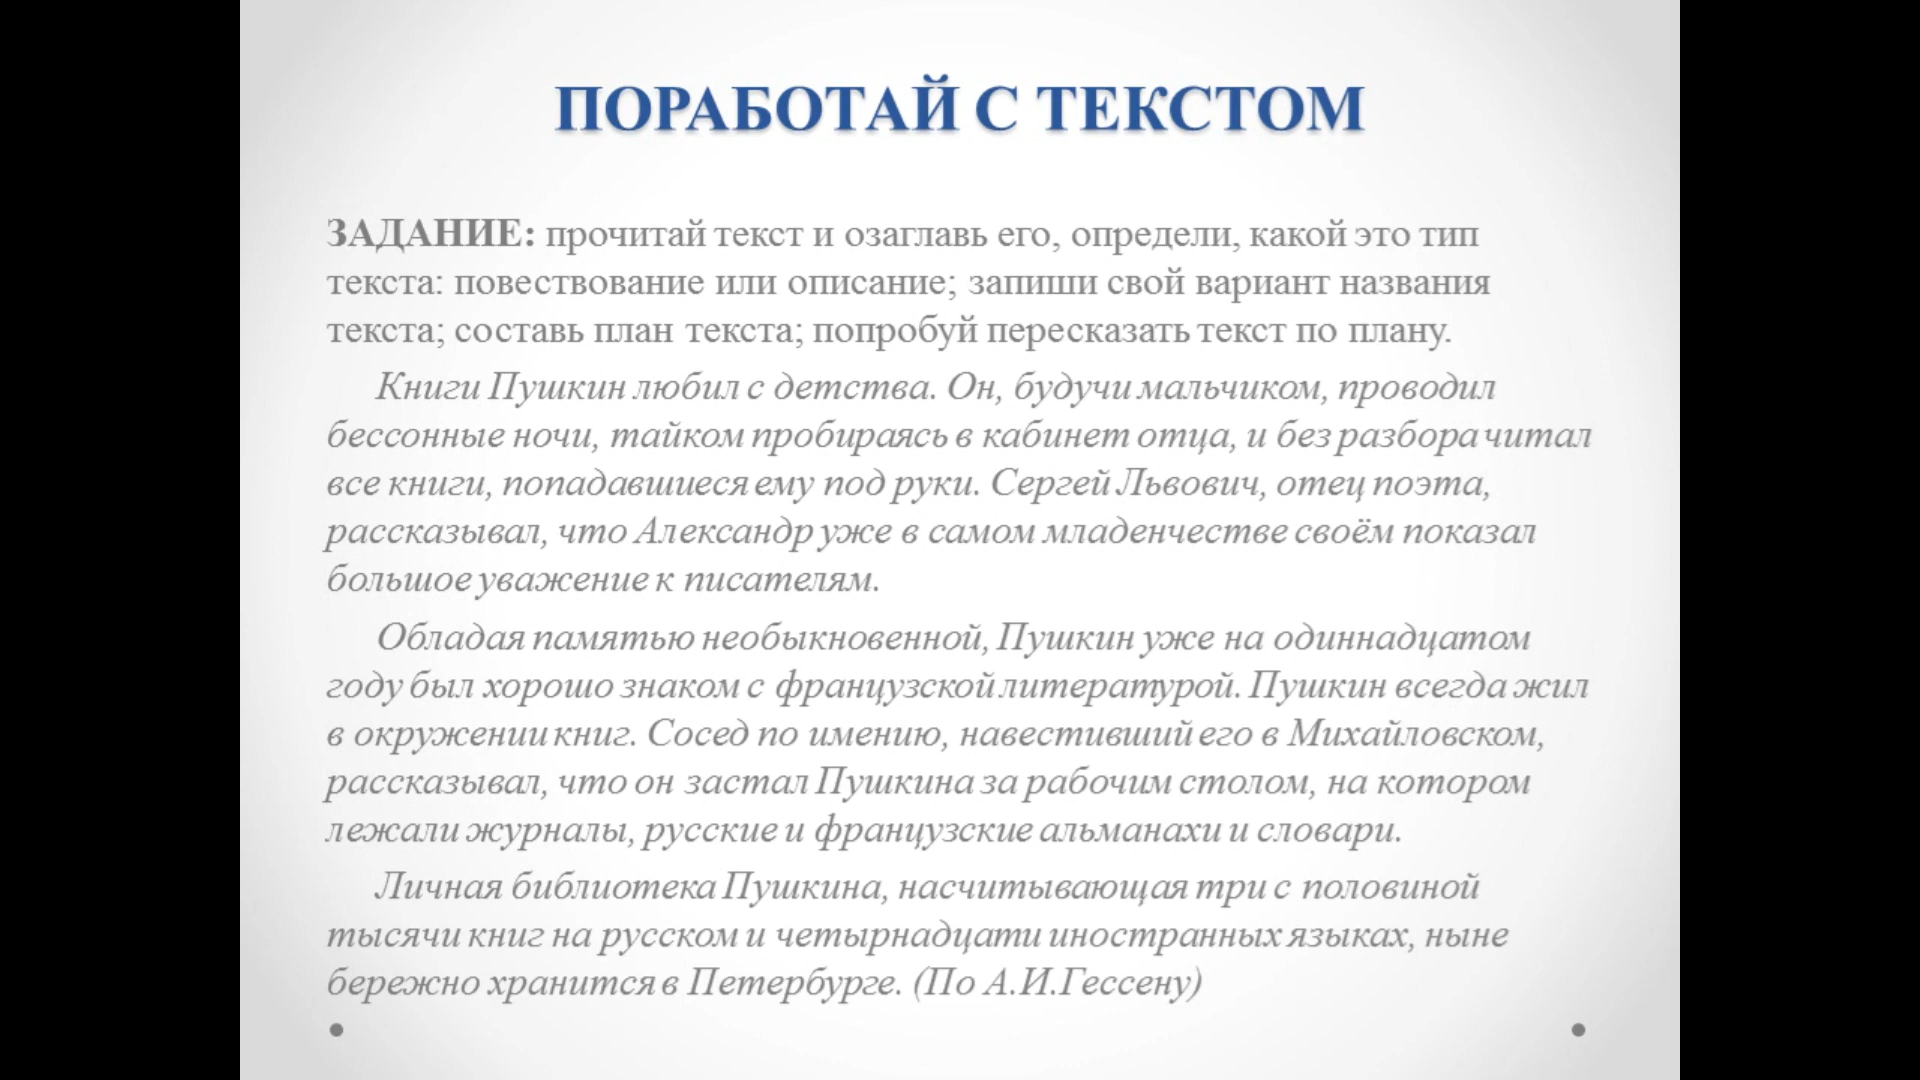 ПОРАБОТАЙ С ТЕКСТОМ
ЗАДАНИЕ: прочитай текст и озаглавь его, определи, какой это тип
текста: повествование или описание; запиши свой вариант названия
текста; составь план текста; попробуй пересказать текст по плану.
Книги Пушкин любил с детства. Он, будучи мальчиком, проводил
бессонные ночи, тайком пробираясь в кабинет отца, и без разбора читал
все книги, попадавшиеся ему под руки. Сергей Львович, отец поэта,
рассказывал, что Александр уже в самом младенчестве своём показал
большое уважение к писателям.
Обладая памятью необыкновенной, Пушкин уже на одиннадцатом
году был хорошо знаком с французской литературой. Пушкин всегда жил
в окружении книг. Сосед по имению, навестивший его в Михайловском,
рассказывал, что он застал Пушкина за рабочим столом, на котором
лежали журналы, русские и французские альманахи и словари.
Личная библиотека Пушкина, насчитывающая три с половиной
тысячи книг на русском и четырнадцати иностранных языках, ныне
бережно хранится в Петербурге. (По А.И.Гессену)